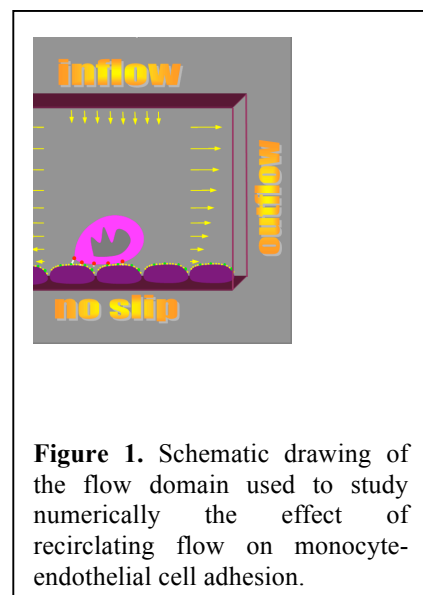 inflow
outflow
no slip
Figure 1. Schematic drawing of
the flow domain used to study
numerically the effect of
recirclating flow on monocyte-
endothelial cell adhesion.